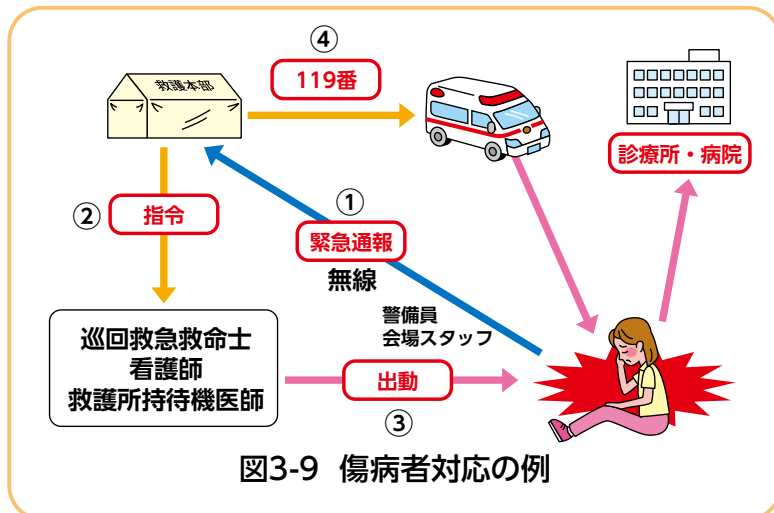 ④
119番
救護本部
診療所・病院
②
指令
①
緊急通報
無線
警備員
会場スタッフ
巡回救急救命士
看護師
救護所持待機医師
出動
③
図3-9 傷病者対応の例